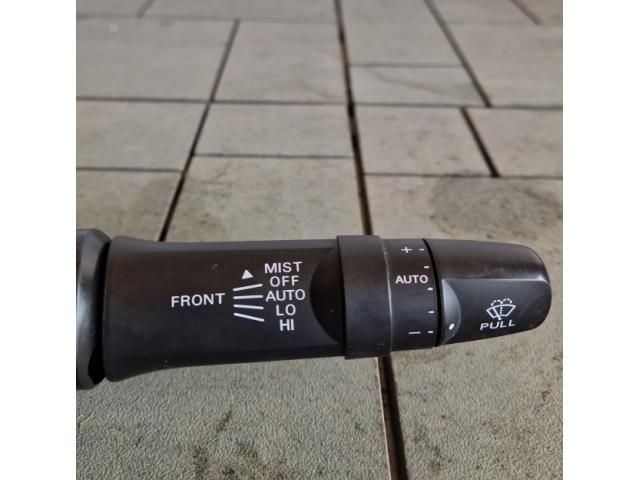 MIST
OFF
FRONT AUTO
LO
HI
+
AUTO
−
PULL